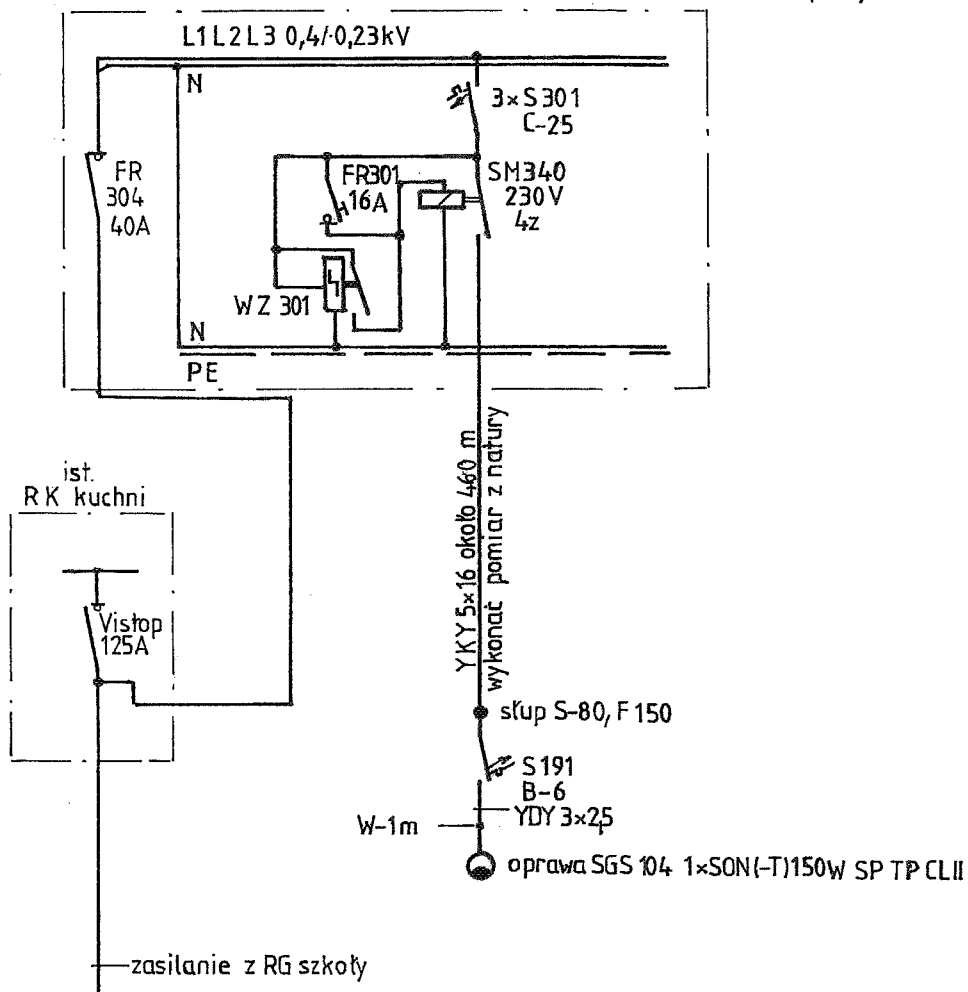 L1 L2 L3 0,4/0,23kV
N
3×S301
C-25
FR
304
40A
FR301
16A
SM340
230V
4z
WZ 301
N
PE
ist.
RK kuchni
Vistop
125A
YKY 5×16 około 460 m
wykonać pomiar z natury
słup S-80, F150
S191
B-6
YDY 3×2,5
W-1m
oprawa SGS 104 1×SON(-T)150W SP TP CLII
zasilanie z RG szkoły